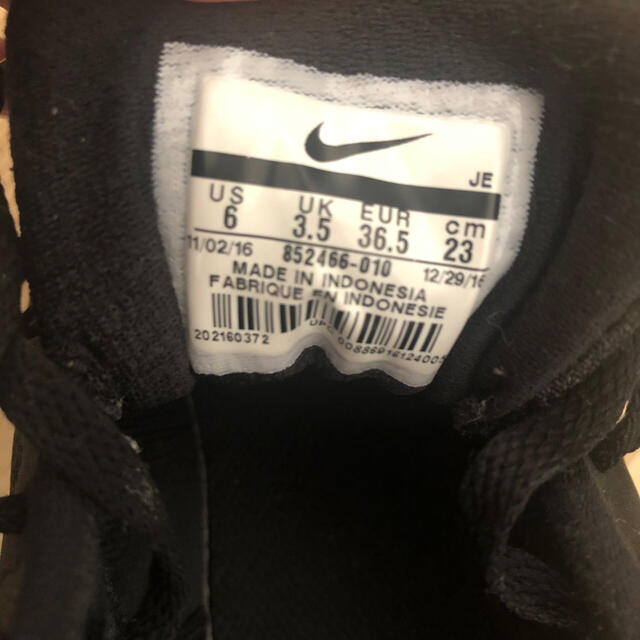 JE
US UK EUR cm
6 3.5 36.5 23
11/02/16 852466-010 12/29/16
MADE IN INDONESIA
FABRIQUE EN INDONESIE
202160372